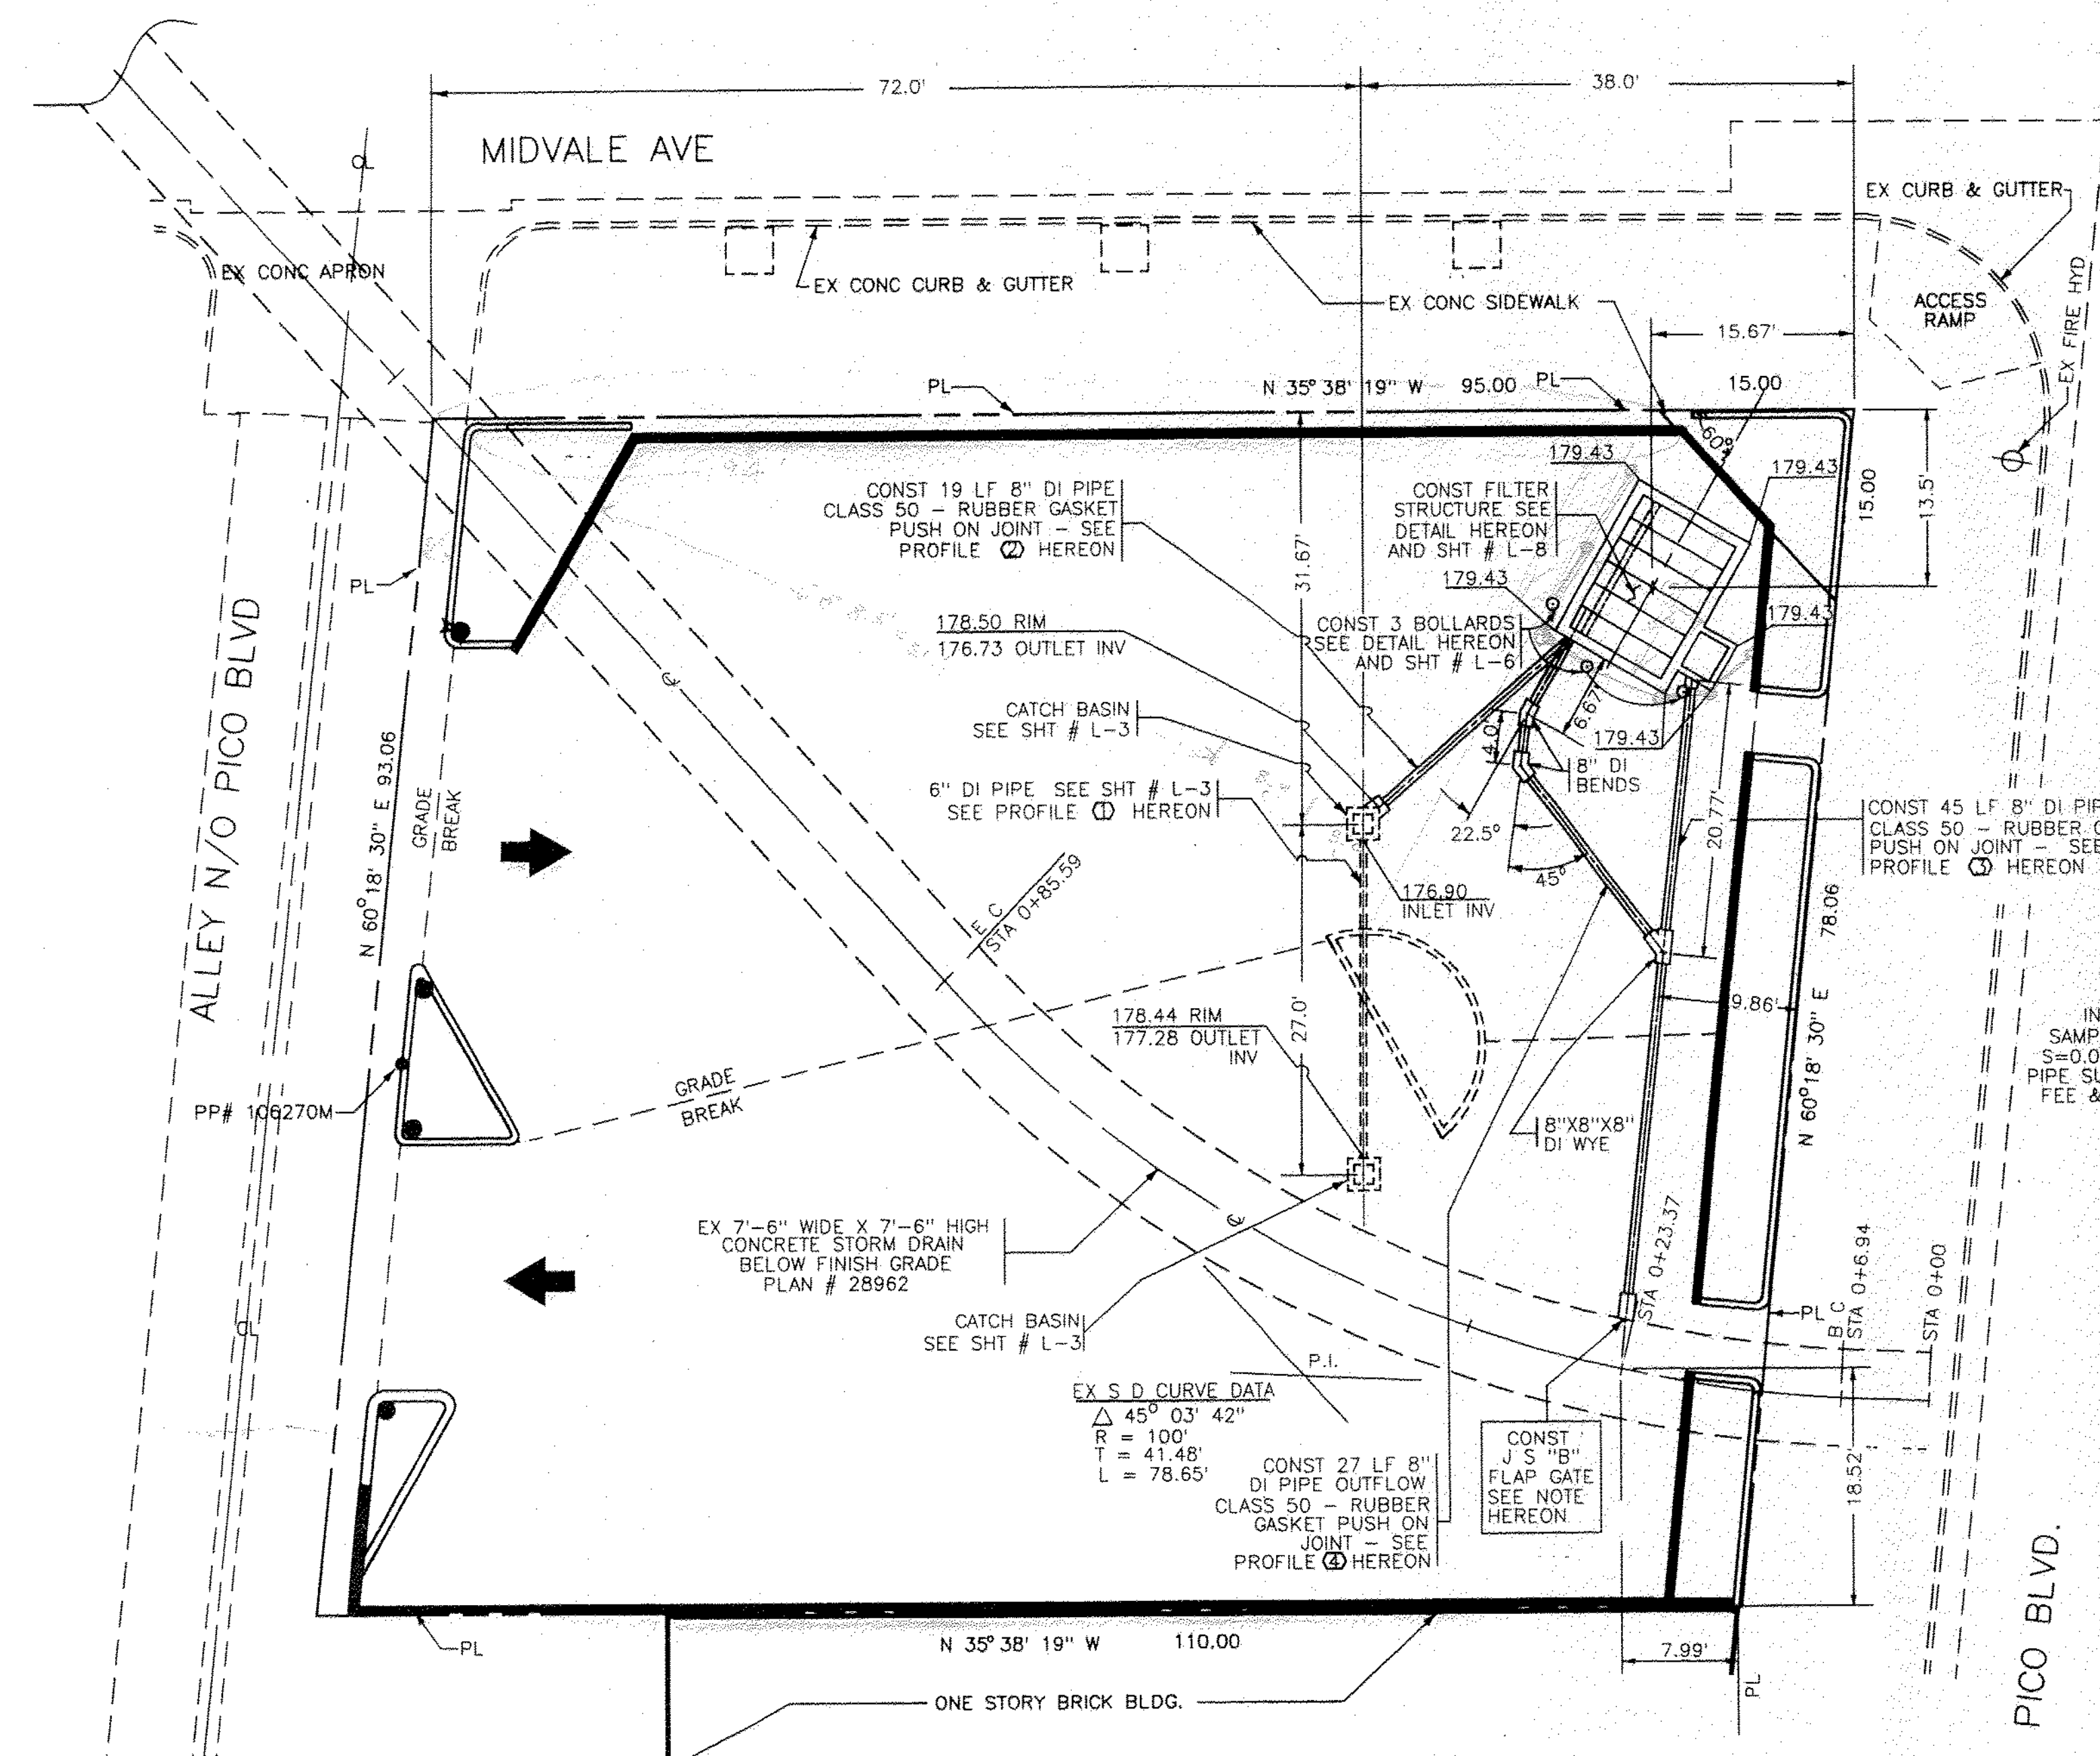 72.0'
38.0'
MIDVALE AVE
CL
EX CURB & GUTTER
EX CONC APRON
EX CONC CURB & GUTTER
EX CONC SIDEWALK
ACCESS
RAMP
EX FIRE HYD
15.67'
PL
N 35° 38' 19" W 95.00
PL
15.00
60°
179.43
179.43
15.00
13.5'
CONST 19 LF 8" DI PIPE
CLASS 50 – RUBBER GASKET
PUSH ON JOINT – SEE
PROFILE 2 HEREON
CONST FILTER
STRUCTURE SEE
DETAIL HEREON
AND SHT # L-8
31.67'
179.43
179.43
PL
178.50 RIM
176.73 OUTLET INV
CONST 3 BOLLARDS
SEE DETAIL HEREON
AND SHT # L-6
ALLEY N/O PICO BLVD
CATCH BASIN
SEE SHT # L-3
6.67'
4.0'
179.43
8" DI
BENDS
N 60° 18' 30" E 93.06
GRADE
BREAK
6" DI PIPE SEE SHT # L-3
SEE PROFILE 1 HEREON
22.5°
45°
20.77'
CONST 45 LF 8" DI PIP
CLASS 50 – RUBBER G
PUSH ON JOINT – SEE
PROFILE 3 HEREON
℄
E C
STA 0+85.59
176.90
INLET INV
78.06
N 60° 18' 30" E
9.86'
178.44 RIM
177.28 OUTLET
INV
27.0'
IN
SAMP
S=0.0
PIPE SL
FEE &
PP# 106270M
GRADE
BREAK
8"X8"X8"
DI WYE
EX 7'-6" WIDE X 7'-6" HIGH
CONCRETE STORM DRAIN
BELOW FINISH GRADE
PLAN # 28962
℄
STA 0+23.37
PL
B C
STA 0+6.94
STA 0+00
CL
CATCH BASIN
SEE SHT # L-3
P.I.
EX S D CURVE DATA
△ 45° 03' 42"
R = 100'
T = 41.48'
L = 78.65'
CONST 27 LF 8"
DI PIPE OUTFLOW
CLASS 50 – RUBBER
GASKET PUSH ON
JOINT – SEE
PROFILE 4 HEREON
CONST
J S "B"
FLAP GATE
SEE NOTE
HEREON
18.52'
PL
N 35° 38' 19" W 110.00
7.99'
PL
ONE STORY BRICK BLDG.
PICO BLVD.